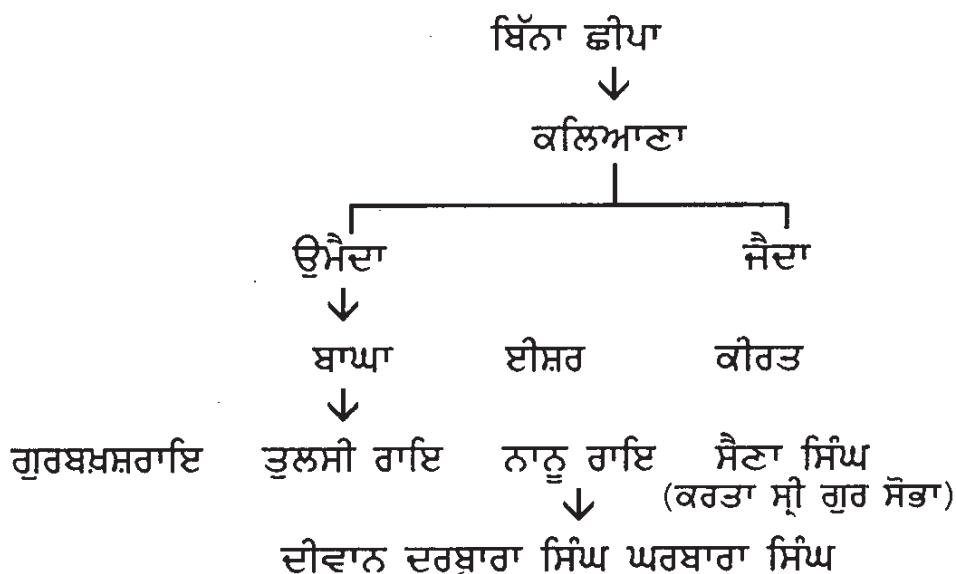 ਬਿੱਨਾ ਛੀਪਾ
ਕਲਿਆਣਾ
ਉਮੈਦਾ ਜੈਦਾ
ਬਾਘਾ ਈਸ਼ਰ ਕੀਰਤ
ਗੁਰਬਖ਼ਸ਼ਰਾਇ ਤੁਲਸੀ ਰਾਇ ਨਾਨੂ ਰਾਇ ਸੈਣਾ ਸਿੰਘ
(ਕਰਤਾ ਸ੍ਰੀ ਗੁਰ ਸੋਭਾ)
ਦੀਵਾਨ ਦਰਬਾਰਾ ਸਿੰਘ ਘਰਬਾਰਾ ਸਿੰਘ